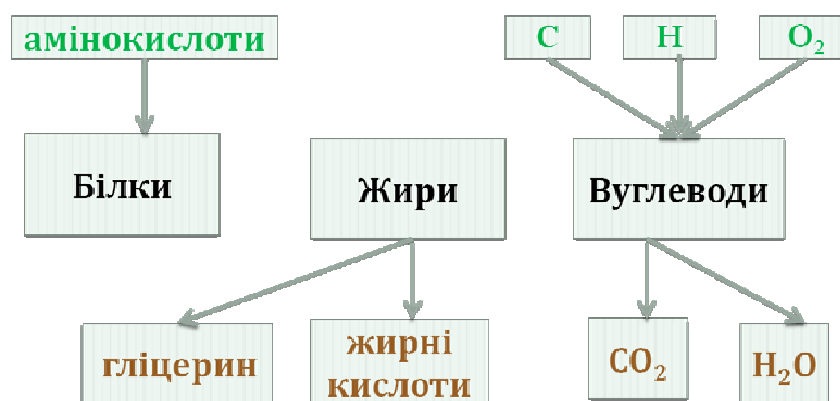 амінокислоти
C
H
O₂
Білки
Жири
Вуглеводи
гліцерин
жирні
кислоти
CO₂
H₂O